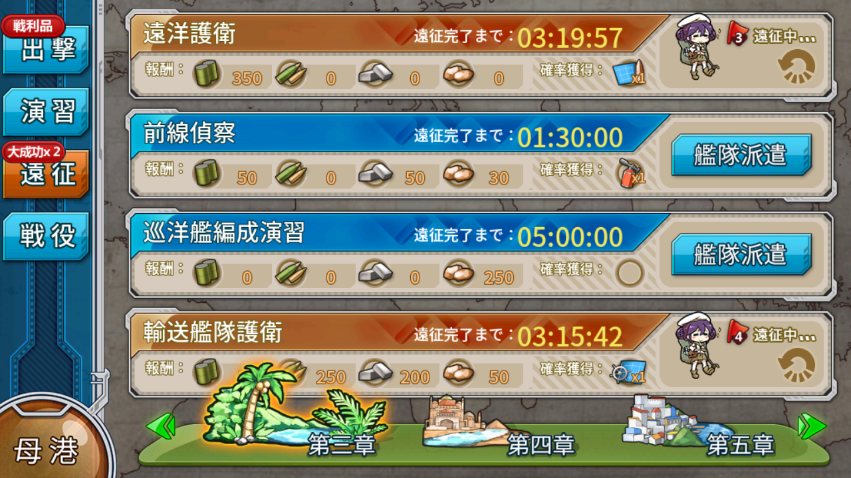 戦利品
出撃
演習
大成功x2
遠征
戦役
母港
遠洋護衛
遠征完了まで：03:19:57
報酬： 350 0 0 0 確率獲得： x1
3 遠征中...
前線偵察
遠征完了まで：01:30:00
報酬： 50 0 50 30 確率獲得： x1
艦隊派遣
巡洋艦編成演習
遠征完了まで：05:00:00
報酬： 0 0 0 250 確率獲得：
艦隊派遣
輸送艦隊護衛
遠征完了まで：03:15:42
報酬： 250 200 50 確率獲得： x1
4 遠征中...
第三章
第四章
第五章